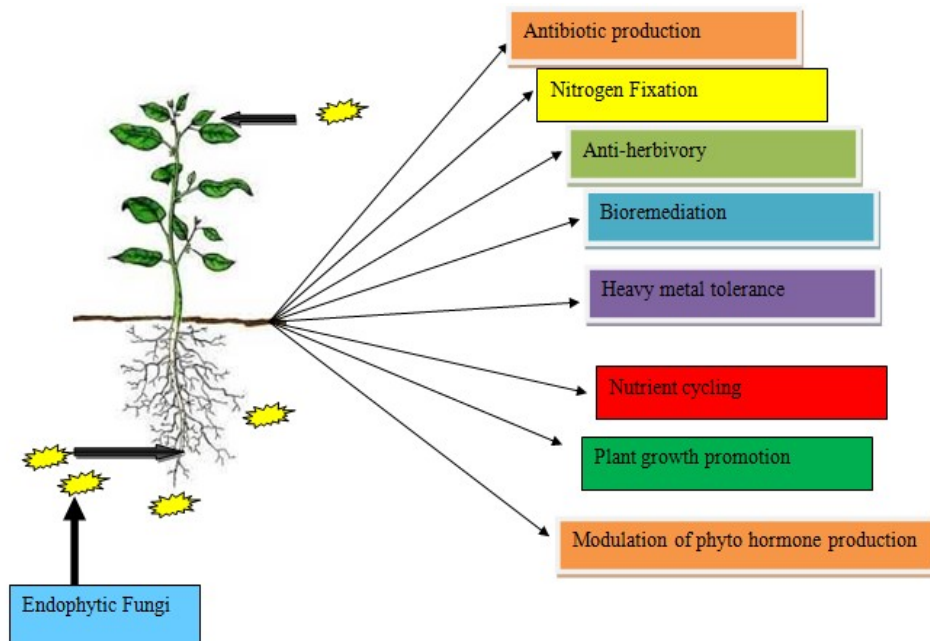 Antibiotic production
Nitrogen Fixation
Anti-herbivory
Bioremediation
Heavy metal tolerance
Nutrient cycling
Plant growth promotion
Modulation of phyto hormone production
Endophytic Fungi